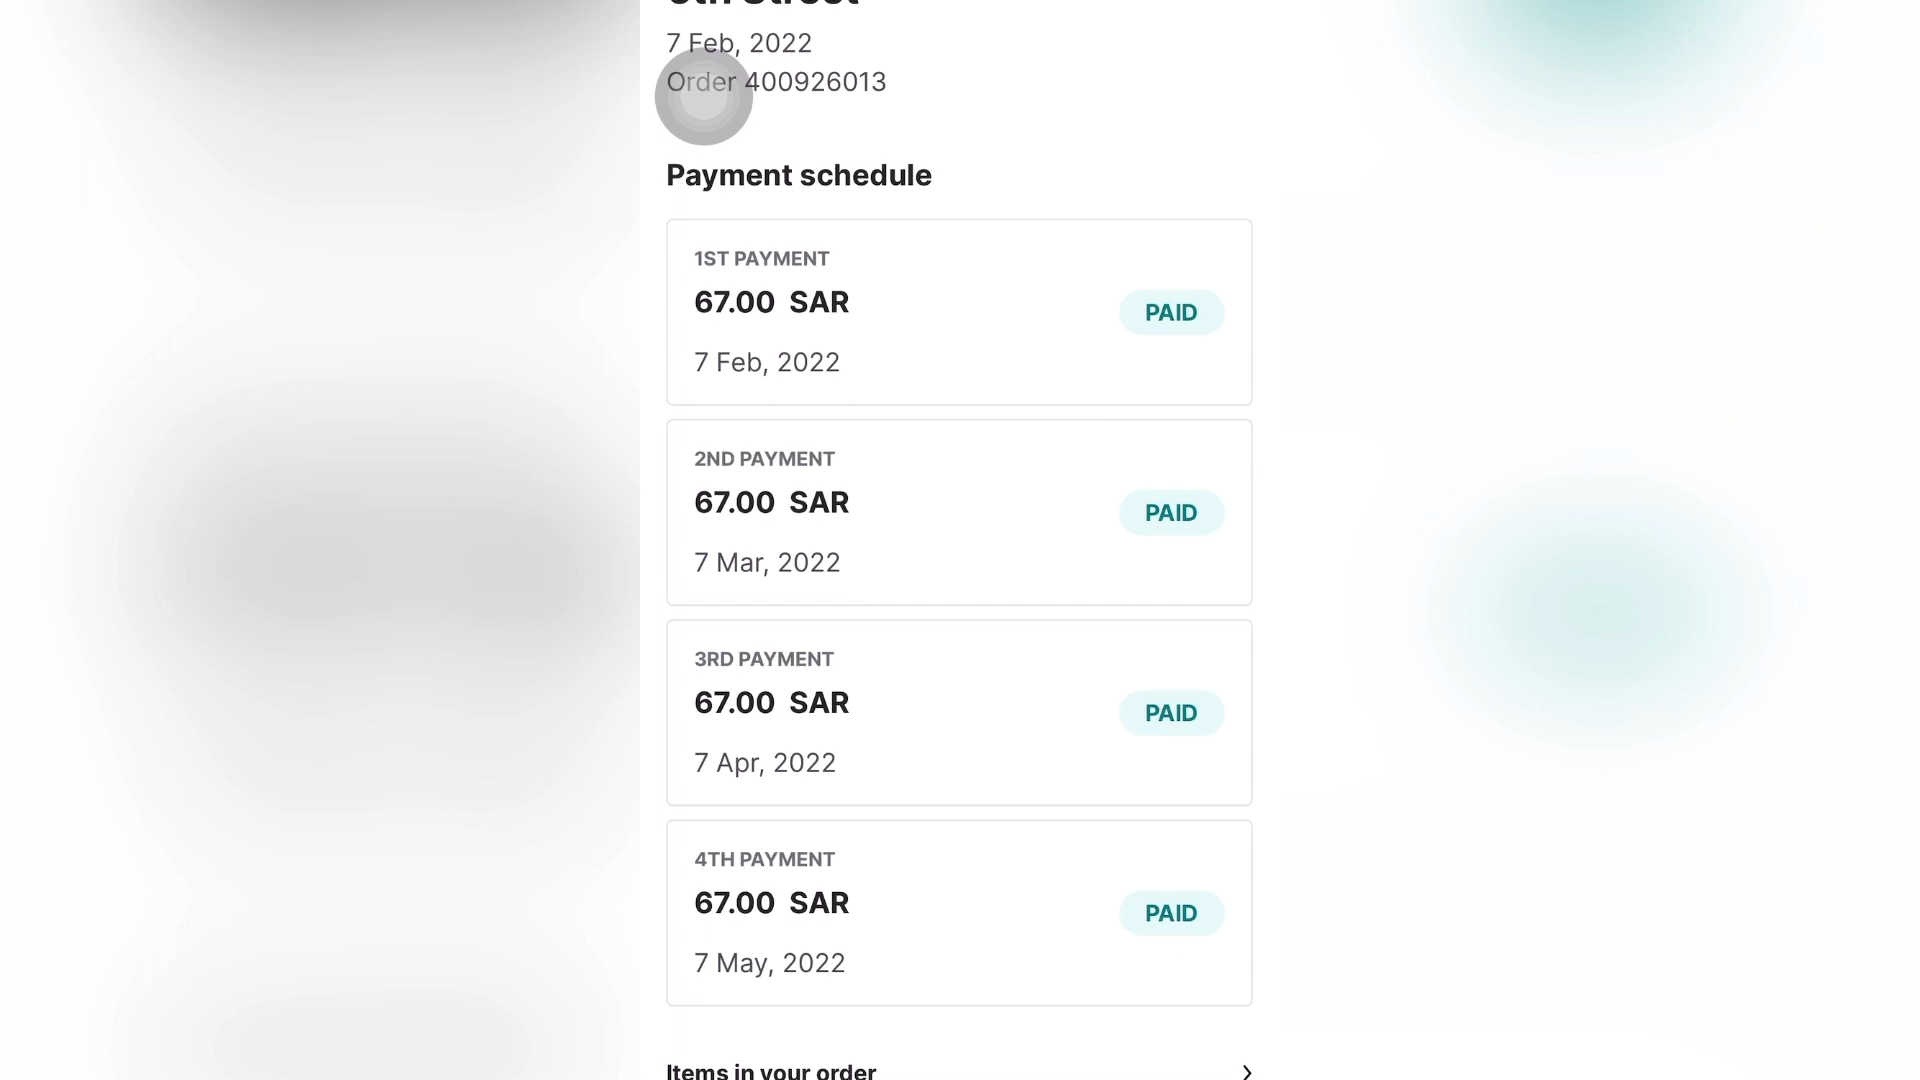 6th Street
7 Feb, 2022
Order 400926013
Payment schedule
1ST PAYMENT
67.00 SAR
PAID
7 Feb, 2022
2ND PAYMENT
67.00 SAR
PAID
7 Mar, 2022
3RD PAYMENT
67.00 SAR
PAID
7 Apr, 2022
4TH PAYMENT
67.00 SAR
PAID
7 May, 2022
Items in your order